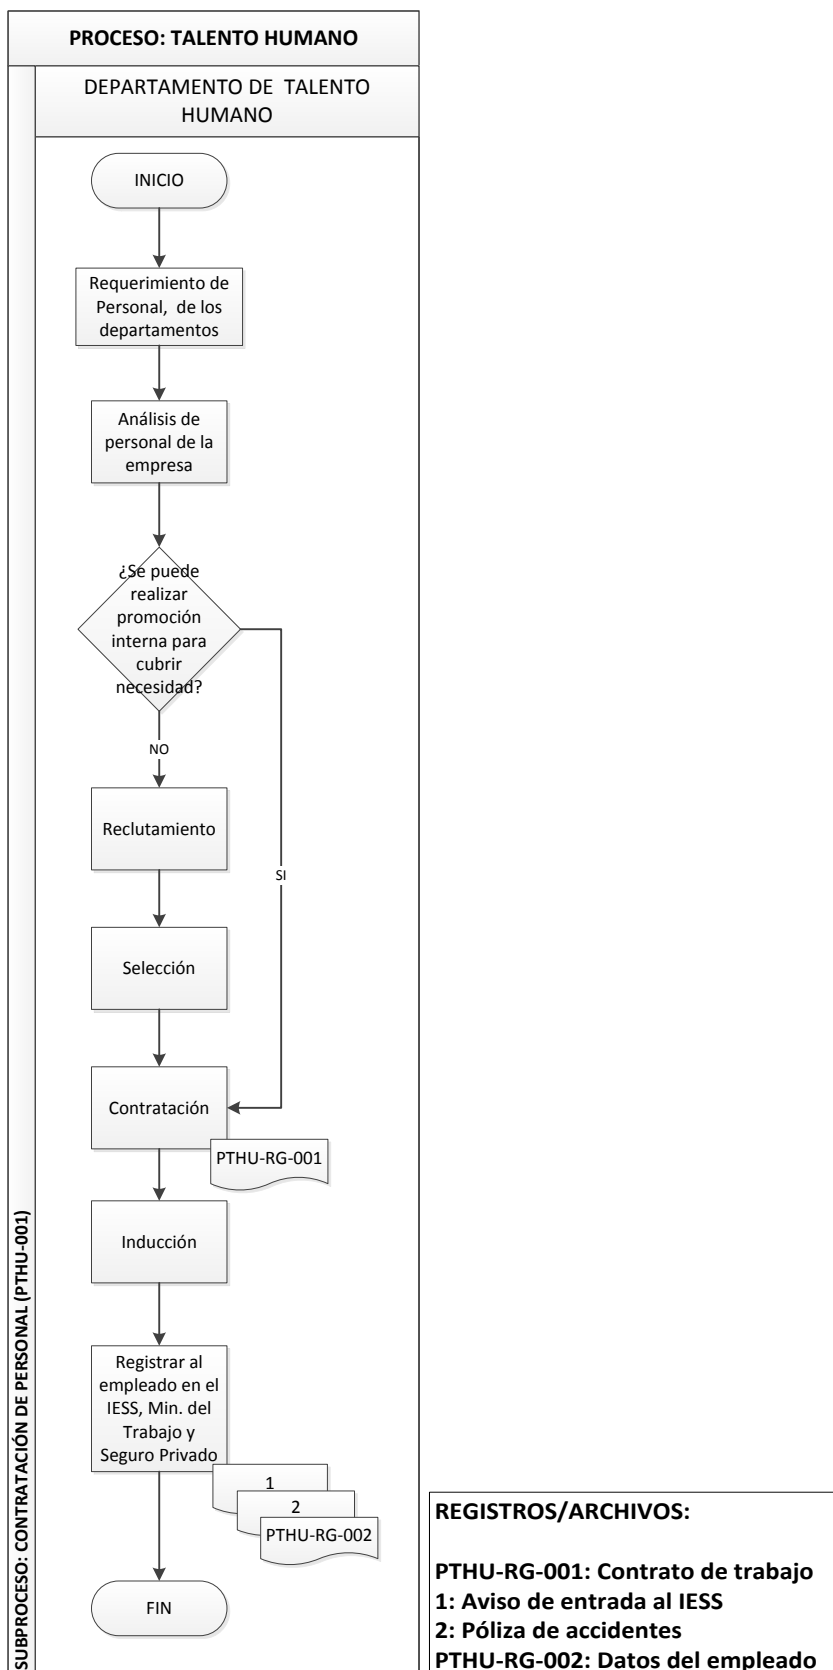 PROCESO: TALENTO HUMANO
DEPARTAMENTO DE TALENTO
HUMANO
SUBPROCESO: CONTRATACIÓN DE PERSONAL (PTHU-001)
INICIO
Requerimiento de
Personal, de los
departamentos
Análisis de
personal de la
empresa
¿Se puede
realizar
promoción
interna para
cubrir
necesidad?
NO
SI
Reclutamiento
Selección
Contratación
PTHU-RG-001
Inducción
Registrar al
empleado en el
IESS, Min. del
Trabajo y
Seguro Privado
1
2
PTHU-RG-002
FIN
REGISTROS/ARCHIVOS:
PTHU-RG-001: Contrato de trabajo
1: Aviso de entrada al IESS
2: Póliza de accidentes
PTHU-RG-002: Datos del empleado